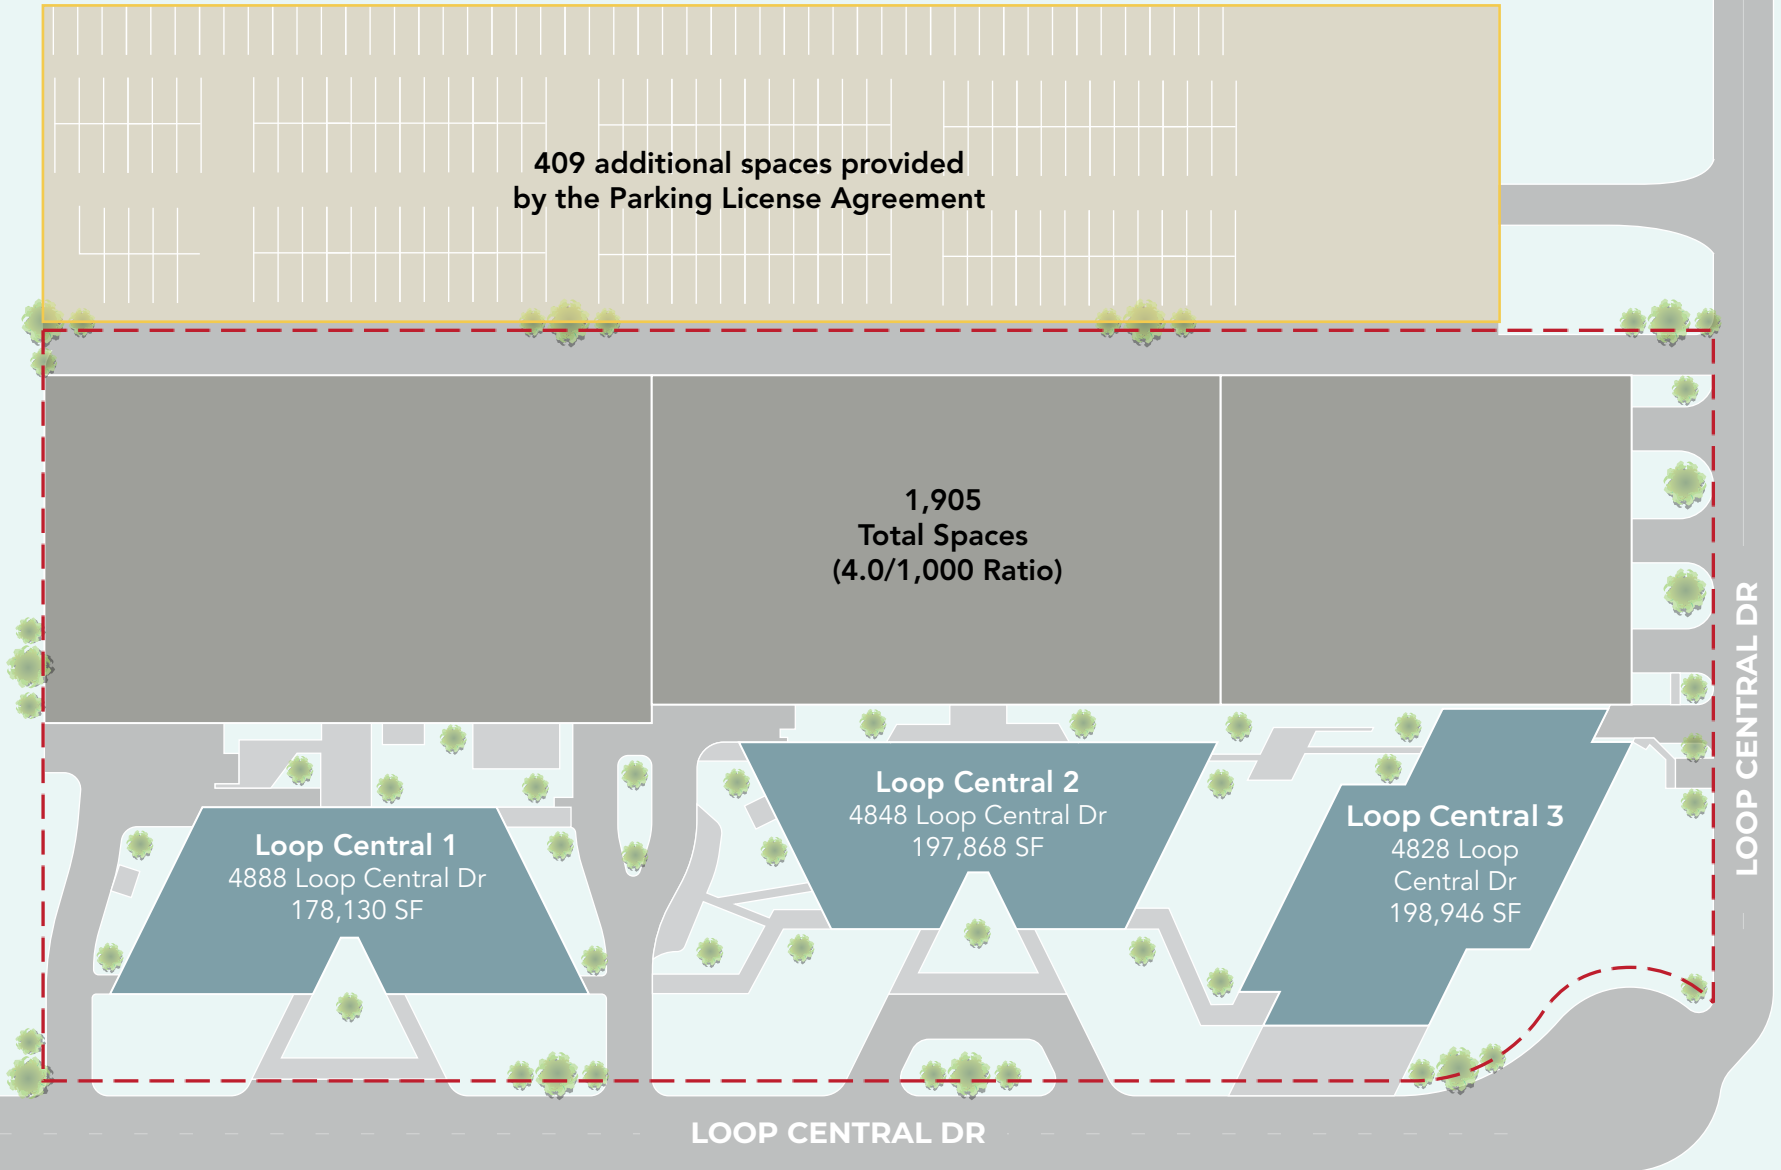 409 additional spaces provided
by the Parking License Agreement
1,905
Total Spaces
(4.0/1,000 Ratio)
Loop Central 1
4888 Loop Central Dr
178,130 SF
Loop Central 2
4848 Loop Central Dr
197,868 SF
Loop Central 3
4828 Loop
Central Dr
198,946 SF
LOOP CENTRAL DR
LOOP CENTRAL DR